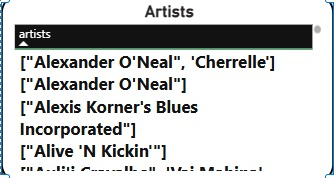 Artists
artists
["Alexander O'Neal", 'Cherrelle']
["Alexander O'Neal"]
["Alexis Korner's Blues
Incorporated"]
["Alive 'N Kickin'"]